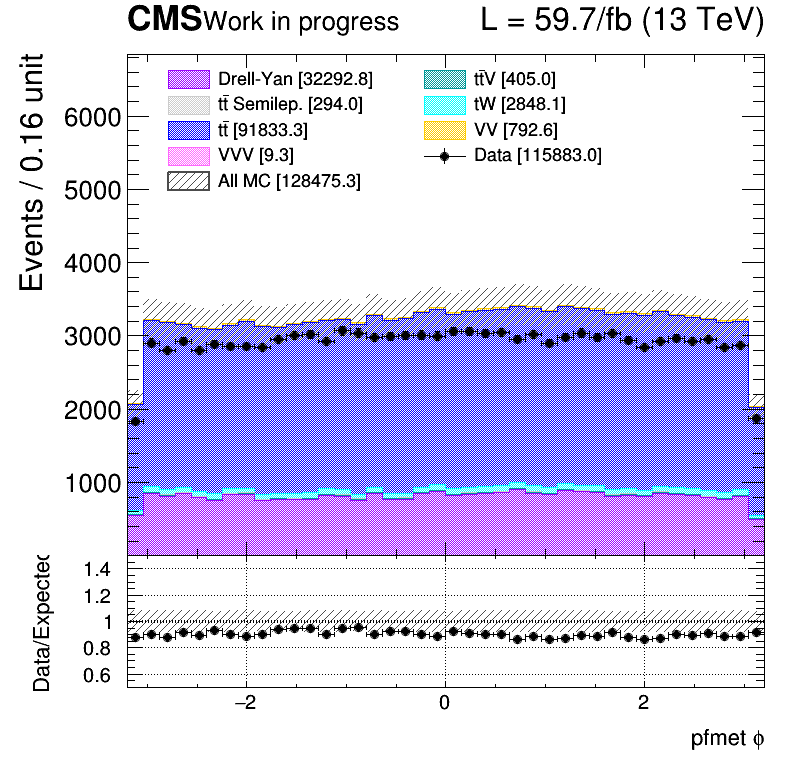 CMS Work in progress L = 59.7/fb (13 TeV)
Events / 0.16 unit
Drell-Yan [32292.8]
tt̄ Semilep. [294.0]
tt̄ [91833.3]
VVV [9.3]
All MC [128475.3]
tt̄V [405.0]
tW [2848.1]
VV [792.6]
Data [115883.0]
6000
5000
4000
3000
2000
1000
Data/Expected
1.4
1.2
1
0.8
0.6
−2 0 2
pfmet ϕ